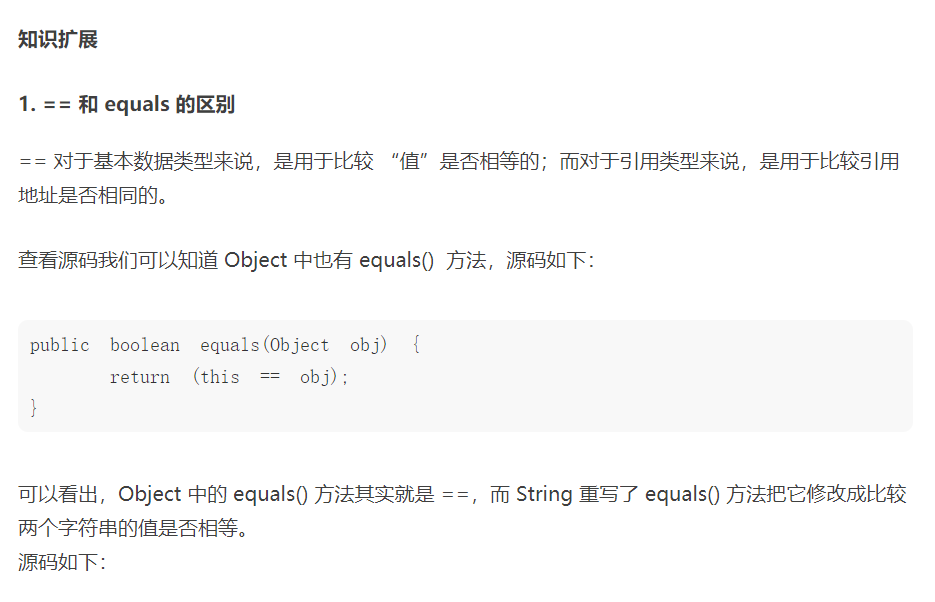 知识扩展
1. == 和 equals 的区别
== 对于基本数据类型来说，是用于比较 “值”是否相等的；而对于引用类型来说，是用于比较引用
地址是否相同的。
查看源码我们可以知道 Object 中也有 equals() 方法，源码如下：
public boolean equals(Object obj) {
        return (this == obj);
}
可以看出，Object 中的 equals() 方法其实就是 ==，而 String 重写了 equals() 方法把它修改成比较
两个字符串的值是否相等。
源码如下：